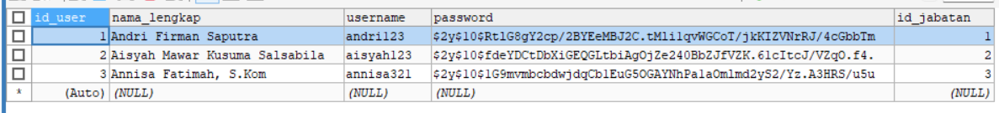 id_user nama_lengkap username password id_jabatan
1 Andri Firman Saputra andri123 $2y$10$RtlG8gY2cp/2BYEeMBJ2C.tMlilqvWGCoT/jkKIZVNrRJ/4cGbbTm 1
2 Aisyah Mawar Kusuma Salsabila aisyah123 $2y$10$fdeYDCtDbXiGEQGLtbiAgOjZe240BbZJfVZK.6lcItcJ/VZqO.f4. 2
3 Annisa Fatimah, S.Kom annisa321 $2y$10$lG9mvmbcbdwjdqCblEuG5OGAYNhPalaOmlmd2yS2/Yz.A3HRS/u5u 3
* (Auto) (NULL) (NULL) (NULL) (NULL)